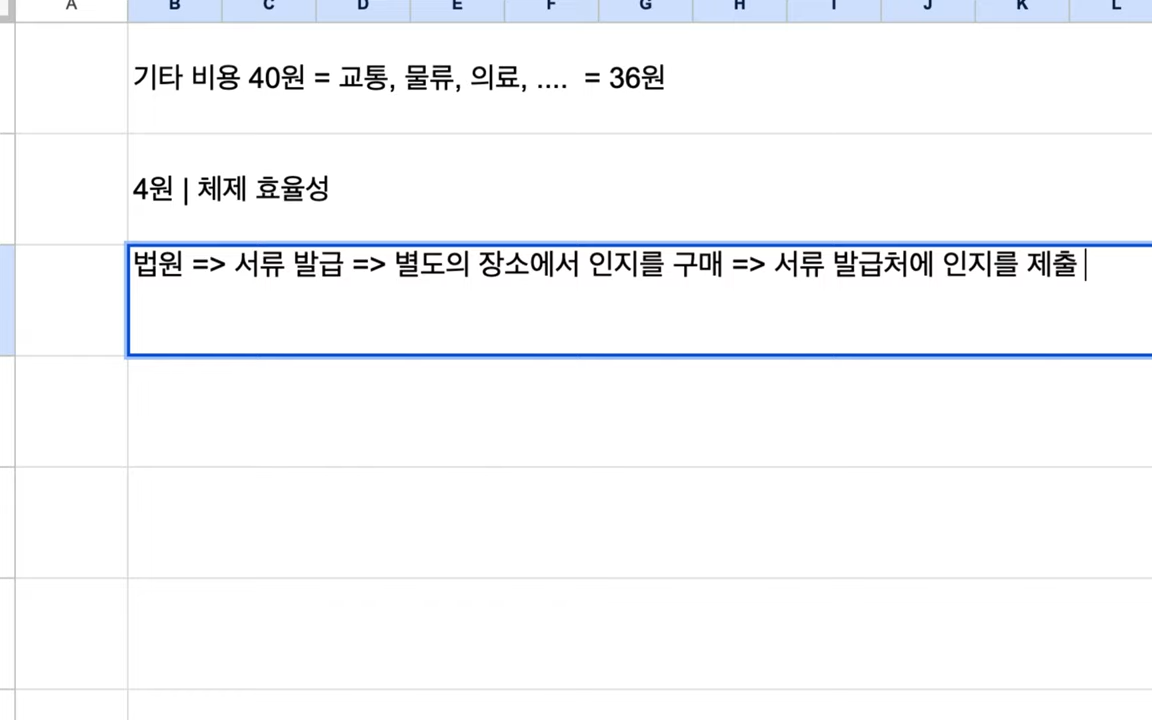 A B C D E F G H I J K L
기타 비용 40원 = 교통, 물류, 의료, .... = 36원
4원 | 체제 효율성
법원 => 서류 발급 => 별도의 장소에서 인지를 구매 => 서류 발급처에 인지를 제출